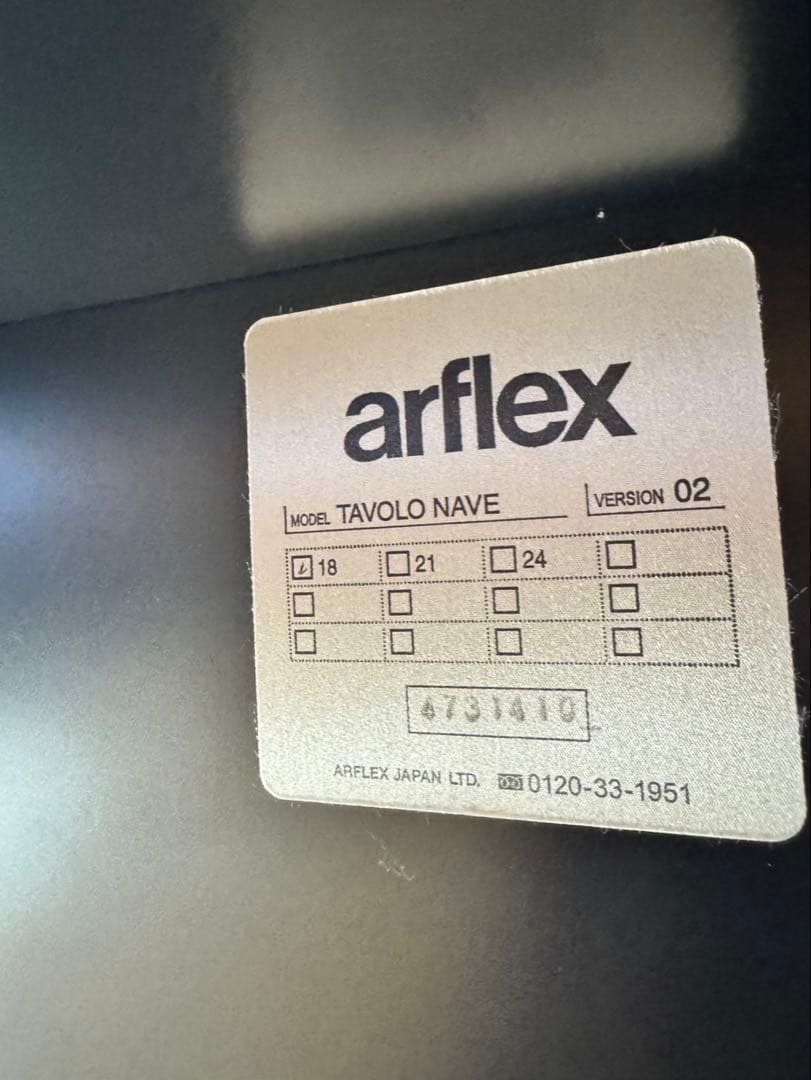 arflex
MODEL TAVOLO NAVE VERSION 02
18 21 24
4731410
ARFLEX JAPAN LTD. 0120-33-1951